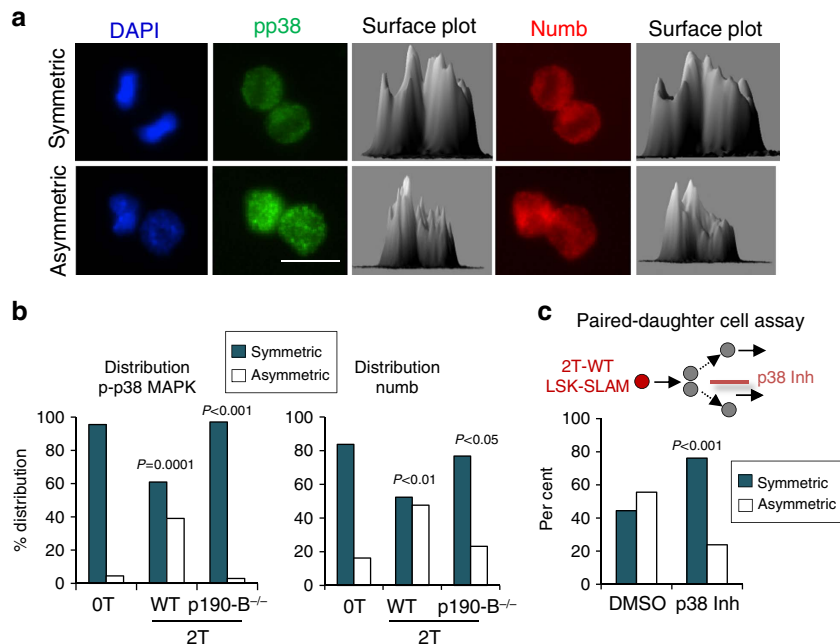 a
DAPI
pp38
Surface plot
Numb
Surface plot
Symmetric
Asymmetric
b
Symmetric
Asymmetric
Distribution
p-p38 MAPK
Distribution
numb
% distribution
100
80
60
40
20
0
P=0.0001
P<0.001
0T
WT
p190-B–/–
2T
100
80
60
40
20
0
P<0.01
P<0.05
0T
WT
p190-B–/–
2T
c
Paired-daughter cell assay
2T-WT
LSK-SLAM
p38 Inh
Per cent
100
80
60
40
20
0
P<0.001
Symmetric
Asymmetric
DMSO
p38 Inh